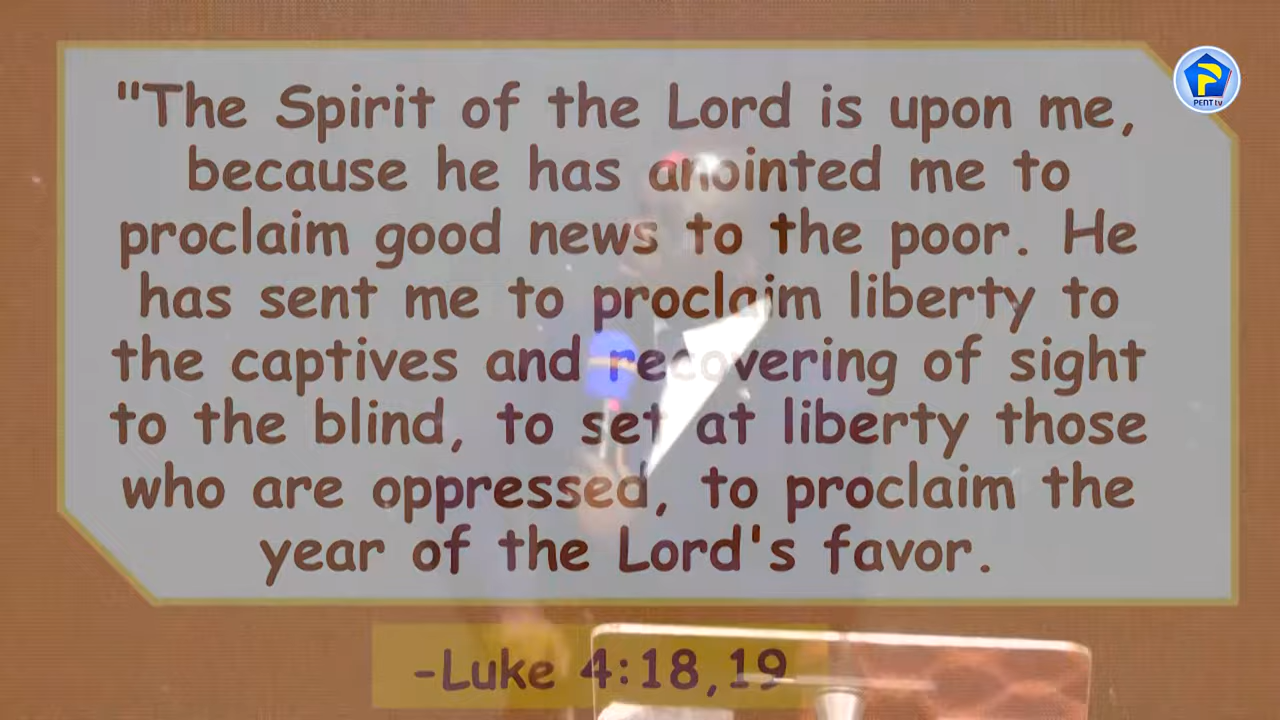 "The Spirit of the Lord is upon me,
because he has anointed me to
proclaim good news to the poor. He
has sent me to proclaim liberty to
the captives and recovering of sight
to the blind, to set at liberty those
who are oppressed, to proclaim the
year of the Lord's favor.
-Luke 4:18,19
PENT tv